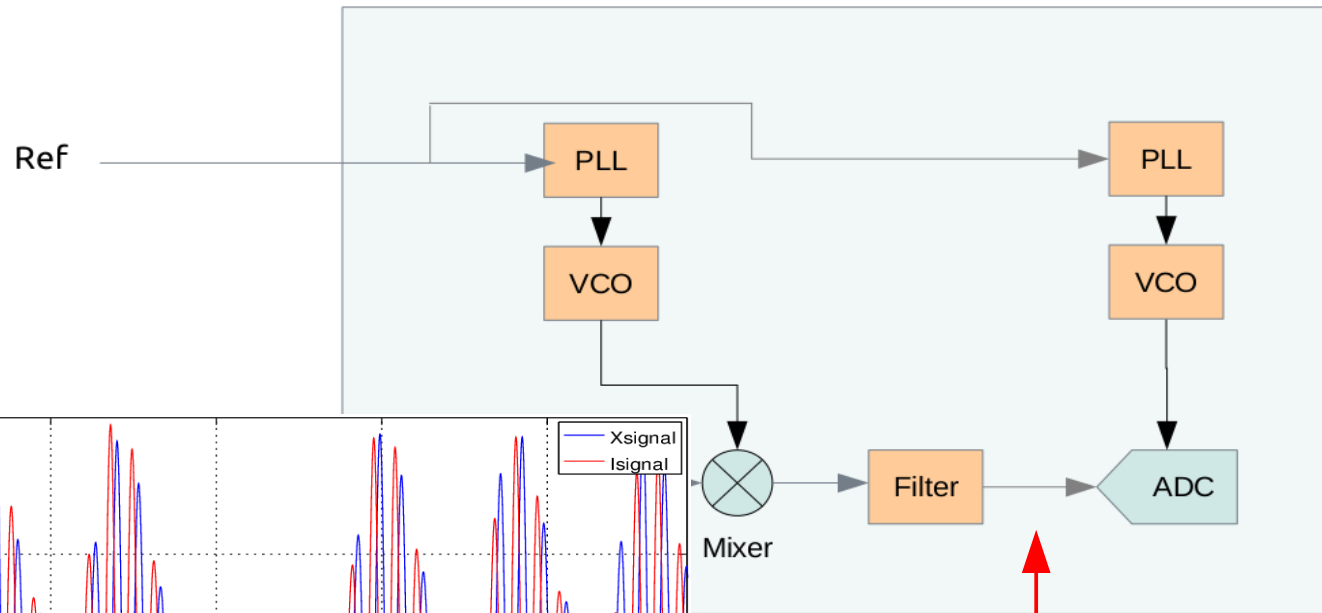 Ref
PLL
PLL
VCO
VCO
Xsignal
Isignal
Filter
ADC
Mixer